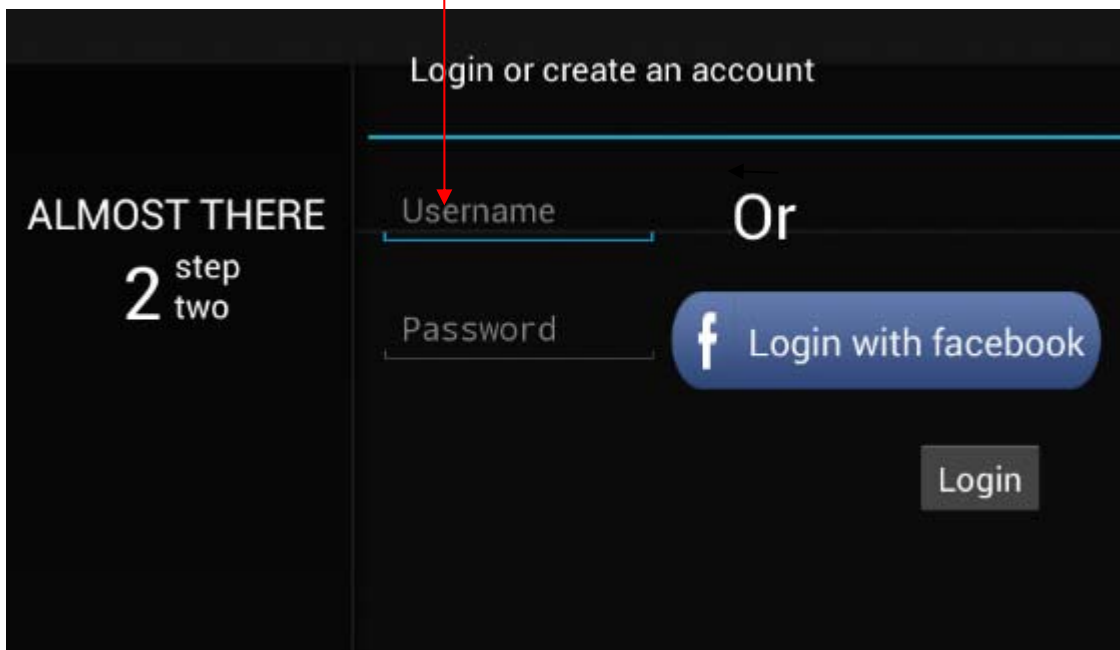 Login or create an account
ALMOST THERE
2 step
two
Username
Or
Password
f Login with facebook
Login